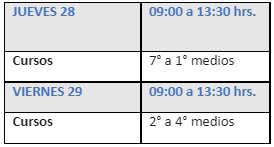 JUEVES 28 09:00 a 13:30 hrs.
Cursos 7° a 1° medios
VIERNES 29 09:00 a 13:30 hrs.
Cursos 2° a 4° medios